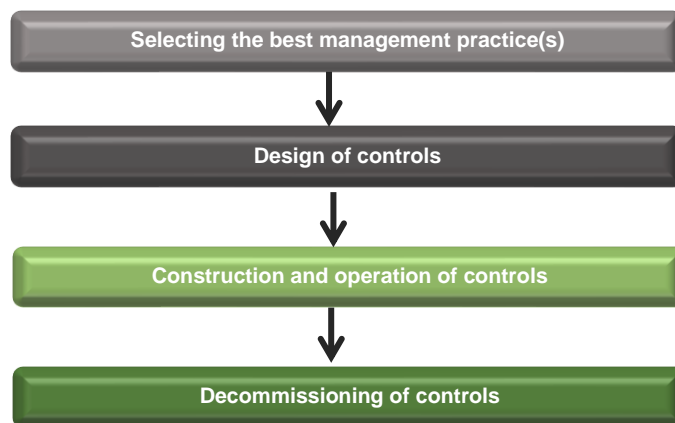 Selecting the best management practice(s)
Design of controls
Construction and operation of controls
Decommissioning of controls